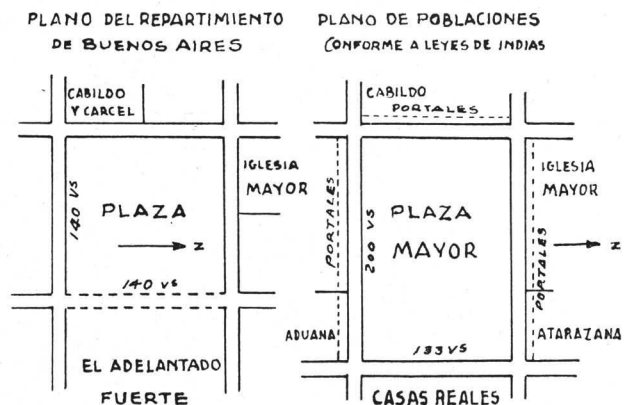 PLANO DEL REPARTIMIENTO
DE BUENOS AIRES
CABILDO
Y CARCEL
IGLESIA
MAYOR
140 VS
PLAZA
Z
140 VS
EL ADELANTADO
FUERTE
PLANO DE POBLACIONES
CONFORME A LEYES DE INDIAS
CABILDO
PORTALES
PORTALES
IGLESIA
MAYOR
200 VS
PLAZA
MAYOR
PORTALES
Z
ADUANA
ATARAZANA
133 VS
CASAS REALES